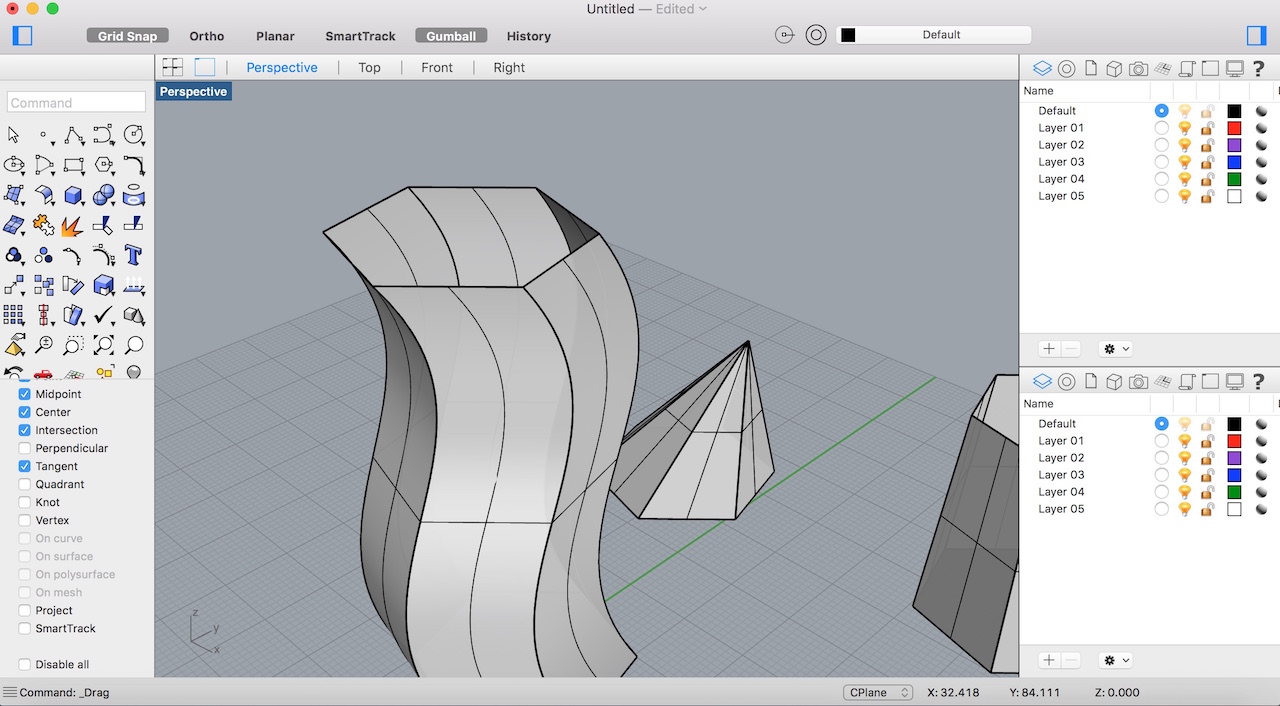 Untitled — Edited
Grid Snap Ortho Planar SmartTrack Gumball History Default
Perspective Top Front Right
Perspective
Command
Midpoint
Center
Intersection
Perpendicular
Tangent
Quadrant
Knot
Vertex
On curve
On surface
On polysurface
On mesh
Project
SmartTrack
Disable all
z
y
x
Name
Default
Layer 01
Layer 02
Layer 03
Layer 04
Layer 05
Name
Default
Layer 01
Layer 02
Layer 03
Layer 04
Layer 05
Command: _Drag CPlane X: 32.418 Y: 84.111 Z: 0.000